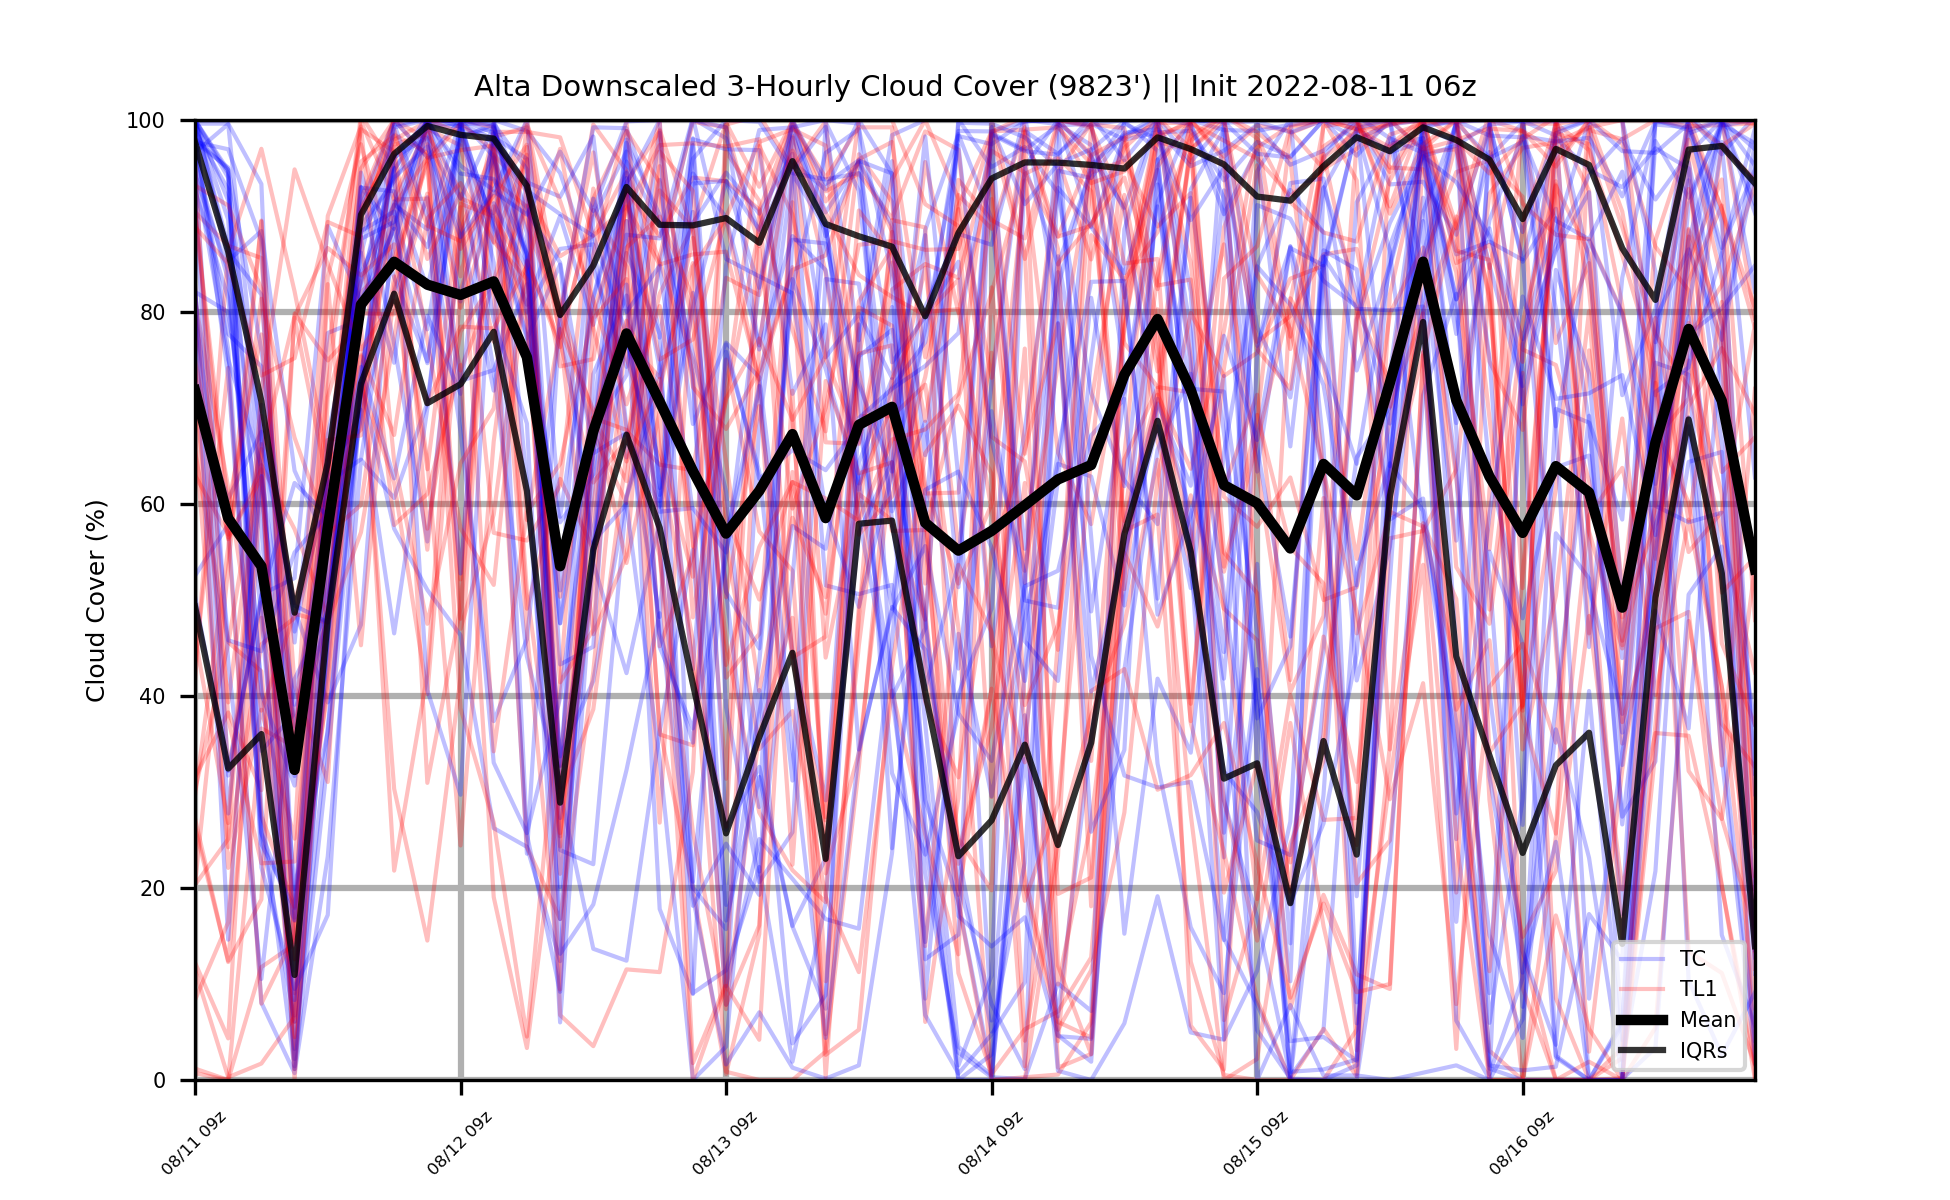 Alta Downscaled 3-Hourly Cloud Cover (9823') || Init 2022-08-11 06z
Cloud Cover (%)
100
80
60
40
20
0
08/11 09z
08/12 09z
08/13 09z
08/14 09z
08/15 09z
08/16 09z
TC
TL1
Mean
IQRs